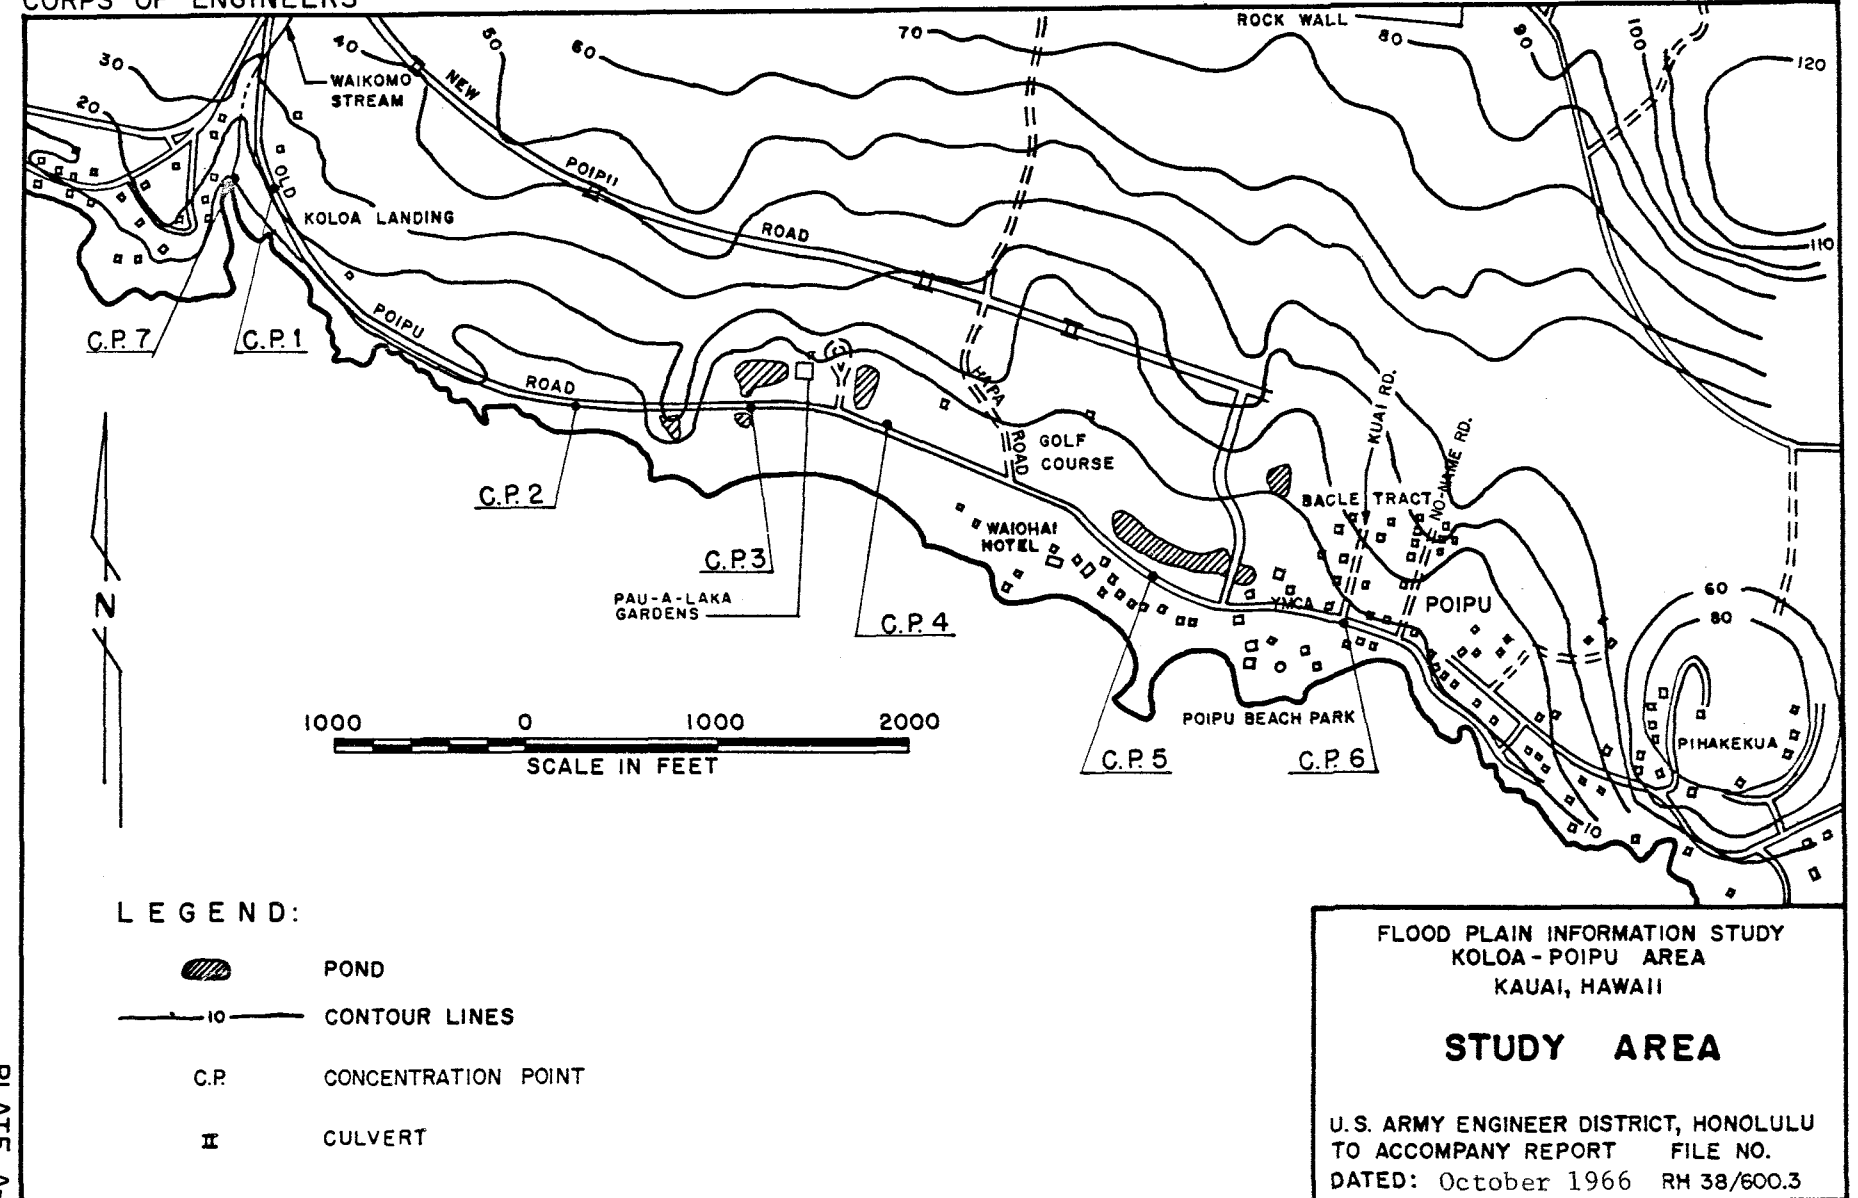 CORPS OF ENGINEERS
ROCK WALL
30
20
WAIKOMO
STREAM
40
50
60
70
80
90
100
120
110
NEW
POIPU
ROAD
OLD
KOLOA LANDING
C.P. 7
C.P. 1
POIPU
ROAD
HAPA
ROAD
GOLF
COURSE
KUAI RD.
NO-NAME RD.
BACLE TRACT
C.P. 2
C.P. 3
PAU-A-LAKA
GARDENS
C.P. 4
WAIOHAI
HOTEL
YMCA
POIPU
60
80
N
1000 0 1000 2000
SCALE IN FEET
POIPU BEACH PARK
C.P. 5
C.P. 6
PIHAKEKUA
10
LEGEND:
POND
10 CONTOUR LINES
C.P. CONCENTRATION POINT
CULVERT
FLOOD PLAIN INFORMATION STUDY
KOLOA-POIPU AREA
KAUAI, HAWAII
STUDY AREA
U.S. ARMY ENGINEER DISTRICT, HONOLULU
TO ACCOMPANY REPORT FILE NO.
DATED: October 1966 RH 38/600.3
PLATE